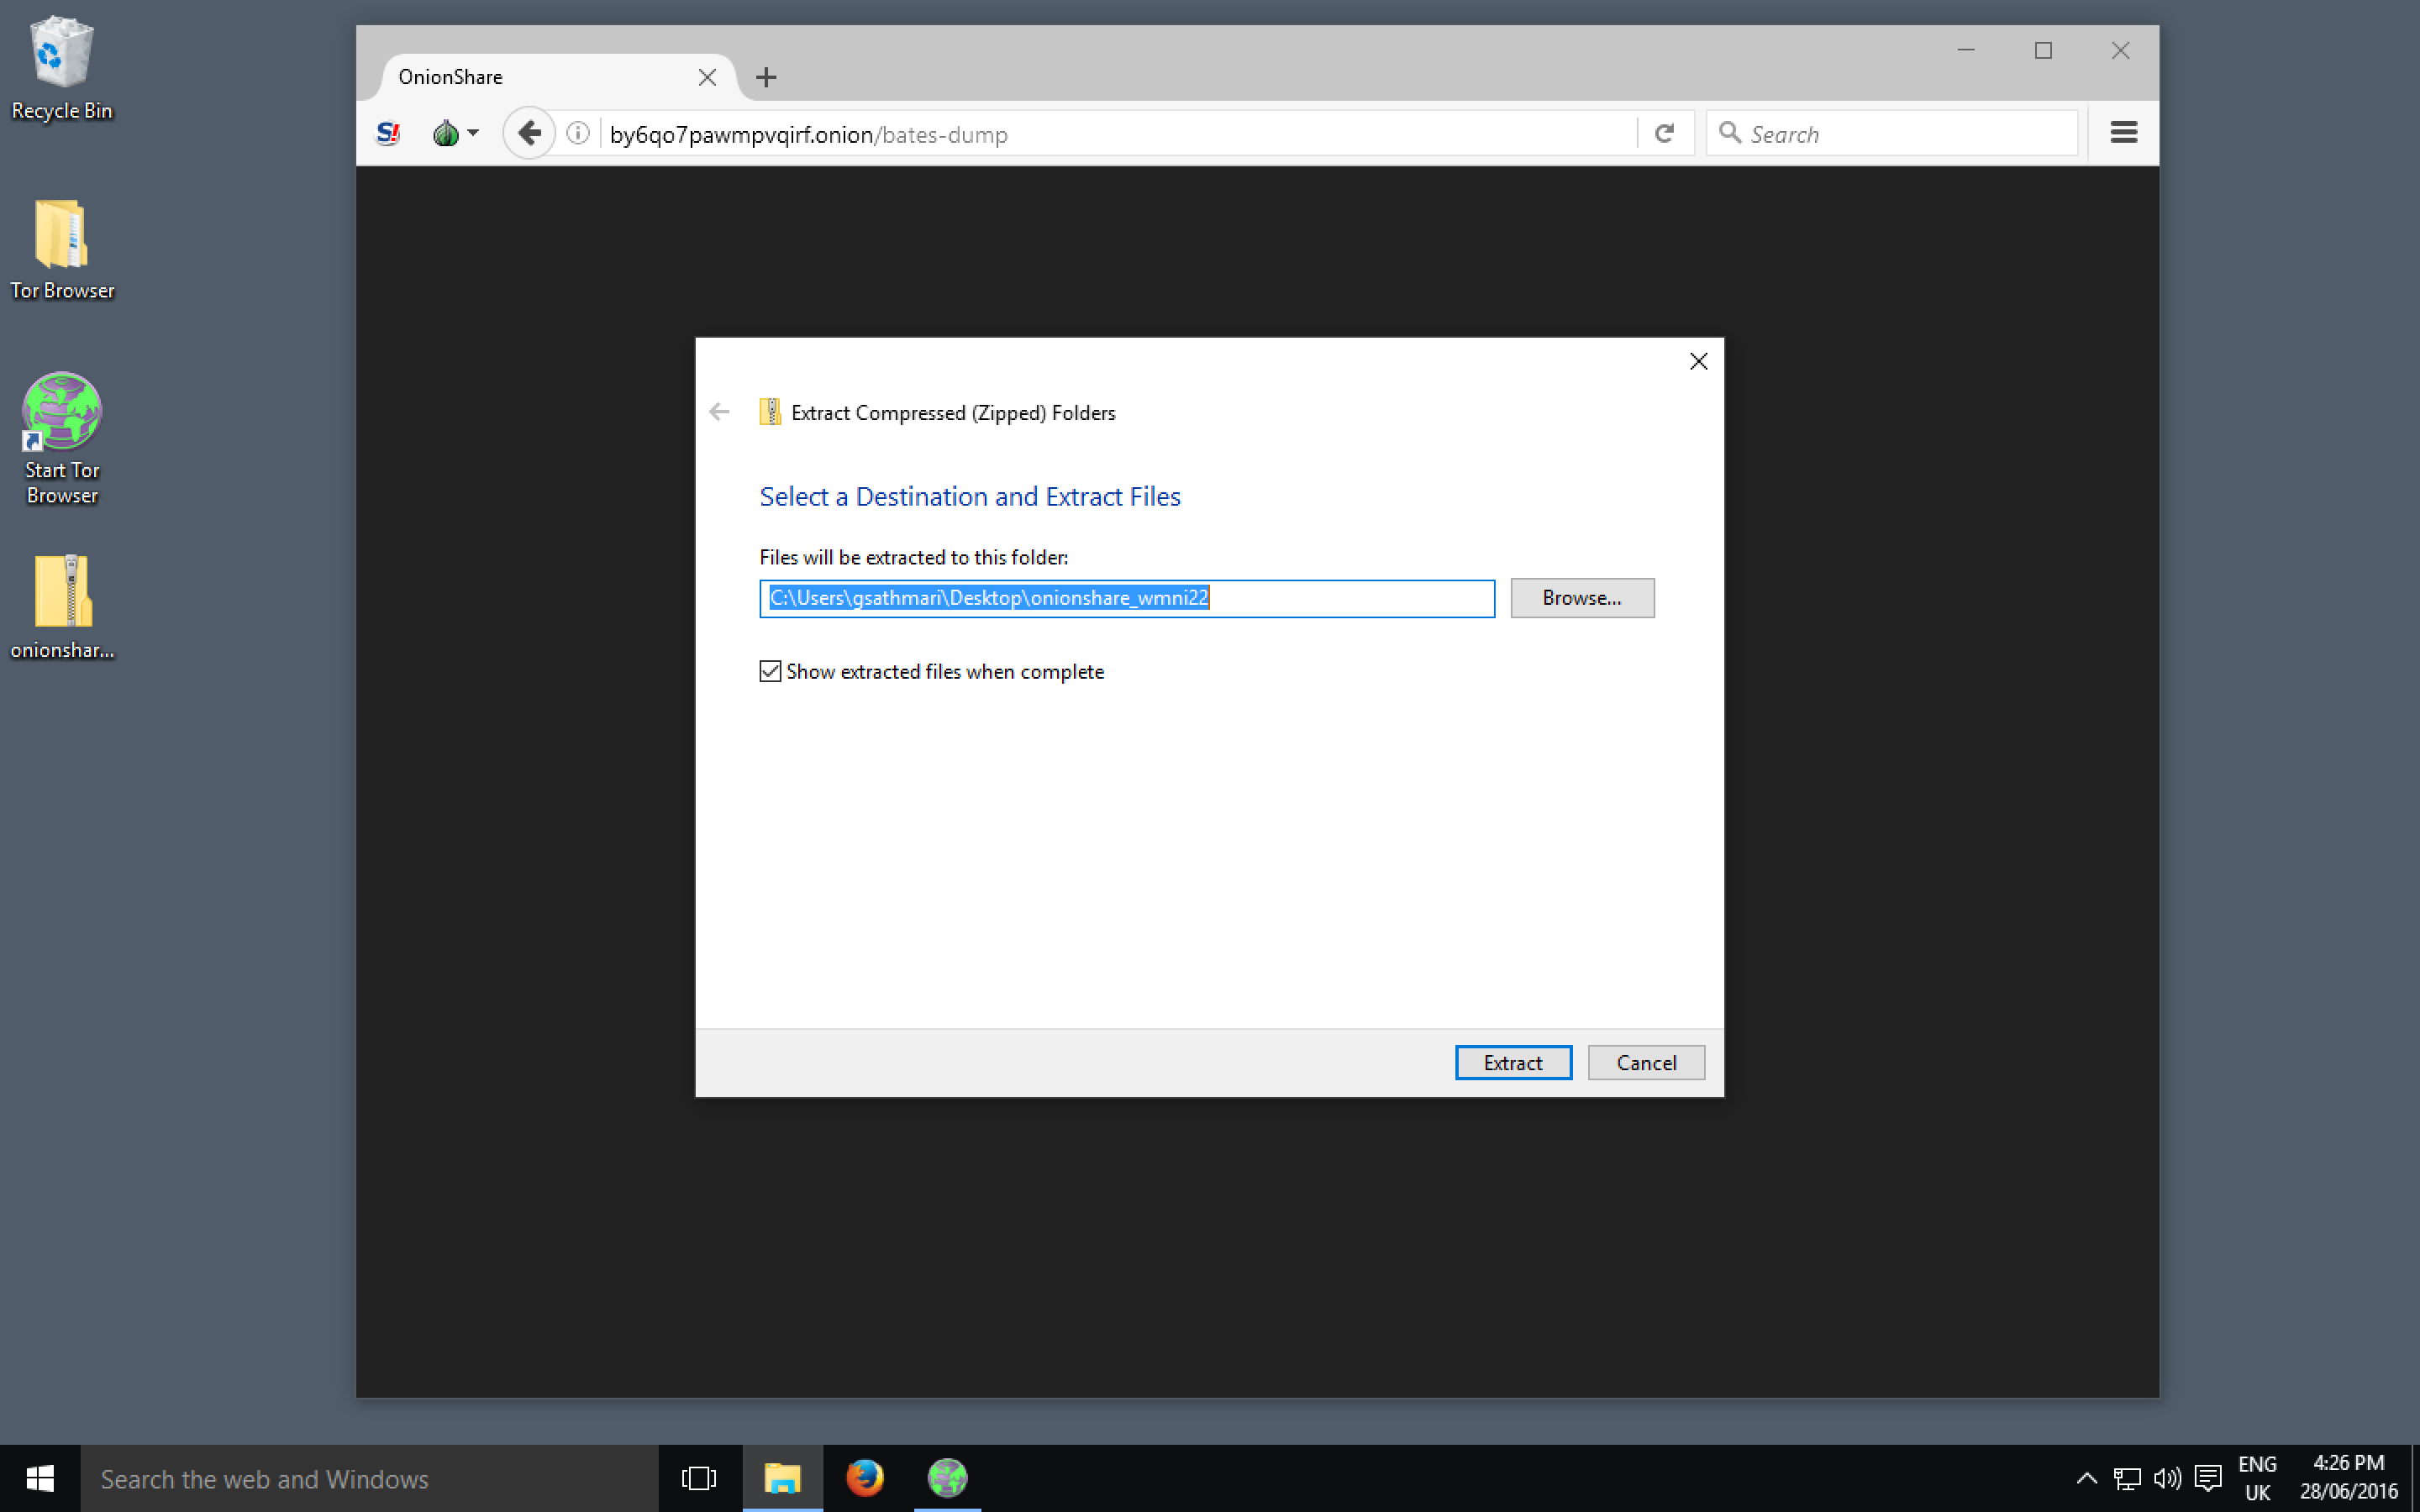 Recycle Bin
Tor Browser
Start Tor
Browser
onionshar...
OnionShare
S!
by6qo7pawmpvqirf.onion/bates-dump
Search
Extract Compressed (Zipped) Folders
Select a Destination and Extract Files
Files will be extracted to this folder:
C:\Users\gsathmari\Desktop\onionshare_wmni22
Browse...
Show extracted files when complete
Extract
Cancel
Search the web and Windows
ENG
UK
4:26 PM
28/06/2016